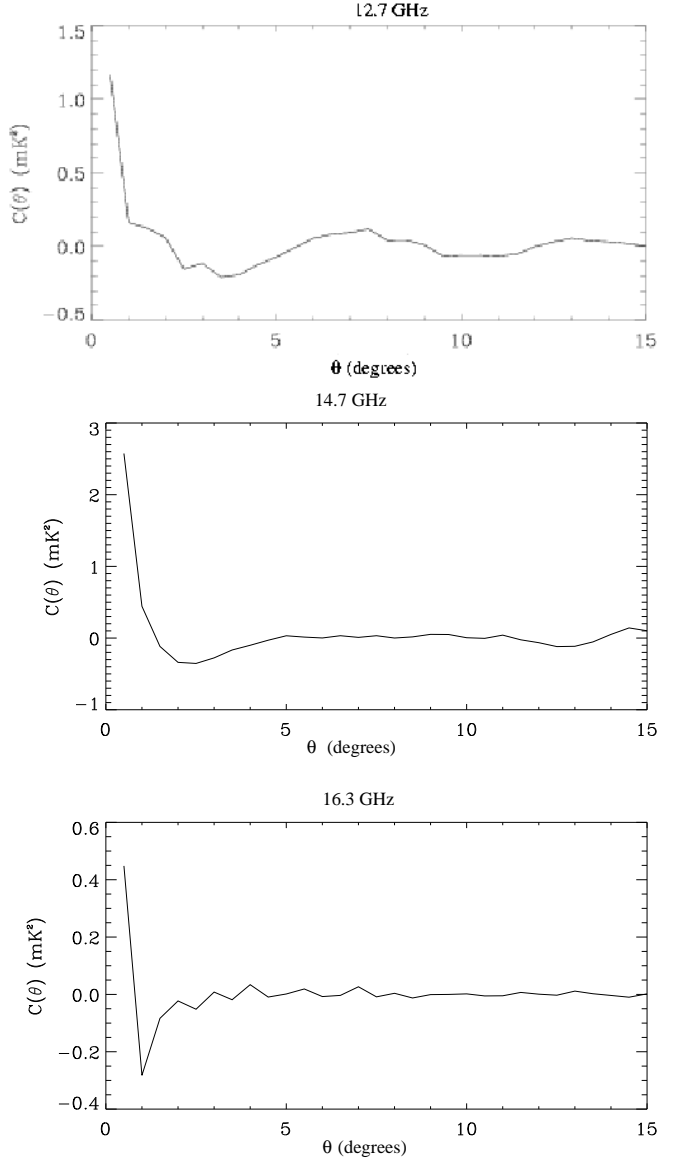 12.7 GHz
1.5
1.0
0.5
0.0
−0.5
C(θ) (mK²)
0 5 10 15
θ (degrees)
14.7 GHz
3
2
1
0
−1
C(θ) (mK²)
0 5 10 15
θ (degrees)
16.3 GHz
0.6
0.4
0.2
0.0
−0.2
−0.4
C(θ) (mK²)
0 5 10 15
θ (degrees)